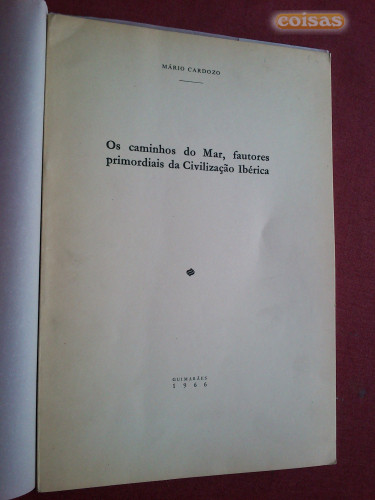 coisas
MÁRIO CARDOZO
Os caminhos do Mar, fautores
primordiais da Civilização Ibérica
GUIMARÃES
1966